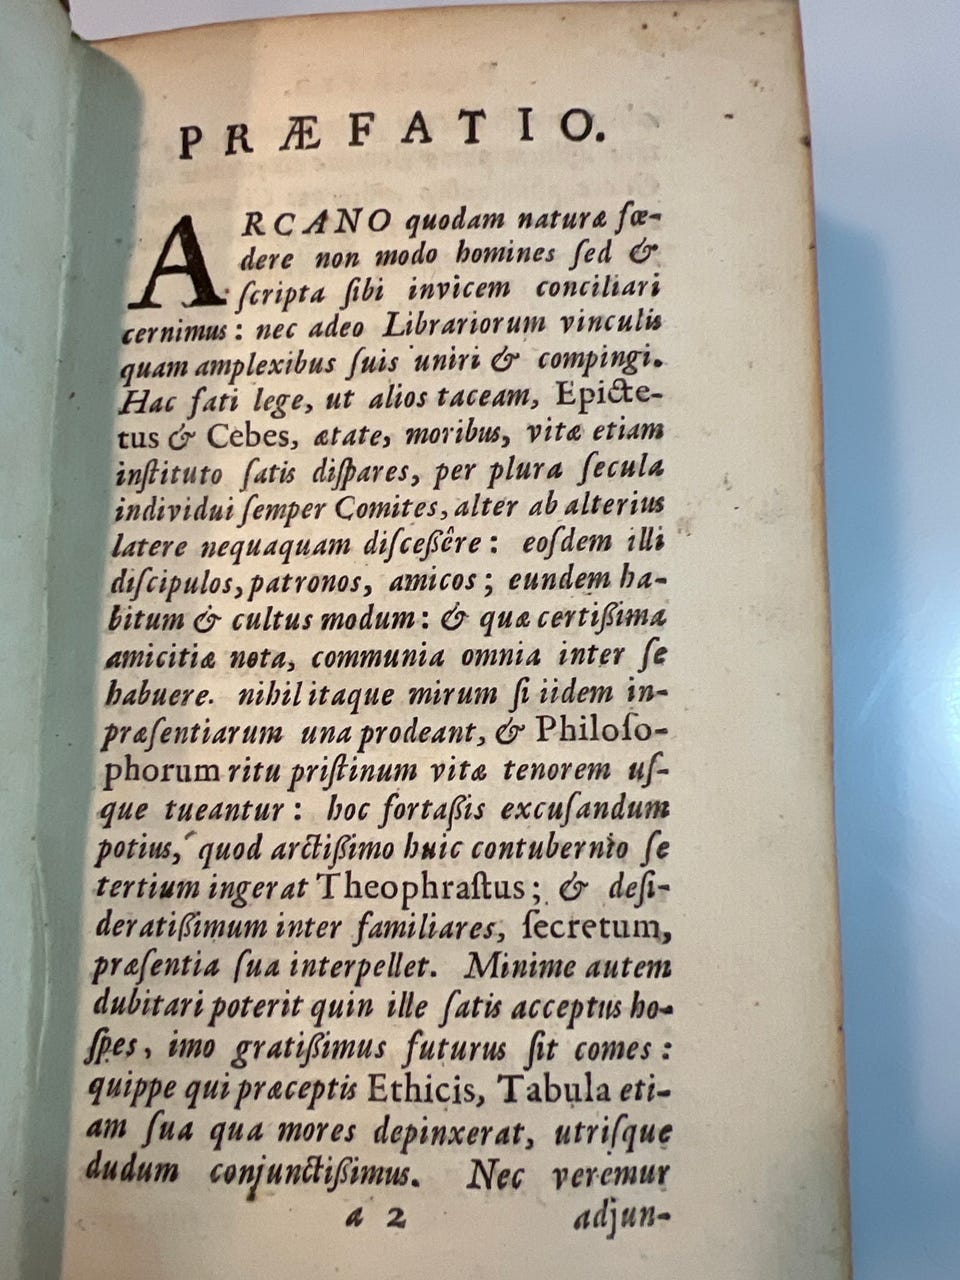 PRÆFATIO.
ARCANO quodam naturæ fœ-
dere non modo homines ſed &
ſcripta ſibi invicem conciliari
cernimus: nec adeo Librariorum vinculis
quam amplexibus ſuis uniri & compingi.
Hac fati lege, ut alios taceam, Epicte-
tus & Cebes, ætate, moribus, vitæ etiam
inſtituto ſatis diſpares, per plura ſecula
individui ſemper Comites, alter ab alterius
latere nequaquam diſceßêre: eoſdem illi
diſcipulos, patronos, amicos; eundem ha-
bitum & cultus modum: & quæ certißima
amicitiæ nota, communia omnia inter ſe
habuere. nihil itaque mirum ſi iidem in-
præſentiarum una prodeant, & Philoſo-
phorum ritu priſtinum vitæ tenorem uſ-
que tueantur: hoc fortaßis excuſandum
potius, quod arctißimo huic contubernio ſe
tertium ingerat Theophraſtus; & deſi-
deratißimum inter familiares, ſecretum,
præſentia ſua interpellet. Minime autem
dubitari poterit quin ille ſatis acceptus ho-
ſpes, imo gratißimus futurus ſit comes:
quippe qui præceptis Ethicis, Tabula eti-
am ſua qua mores depinxerat, utriſque
dudum conjunctißimus. Nec veremur
a 2 adjun-